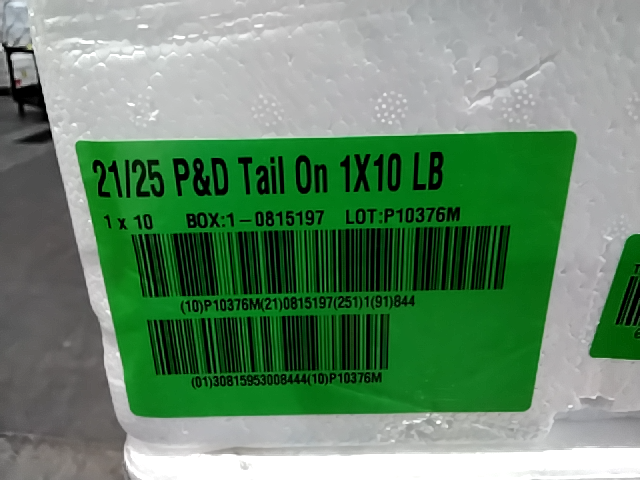 21/25 P&D Tail On 1X10 LB
1 x 10 BOX:1-0815197 LOT:P10376M
(10)P10376M(21)0815197(251)1(91)844
(01)30815953008444(10)P10376M